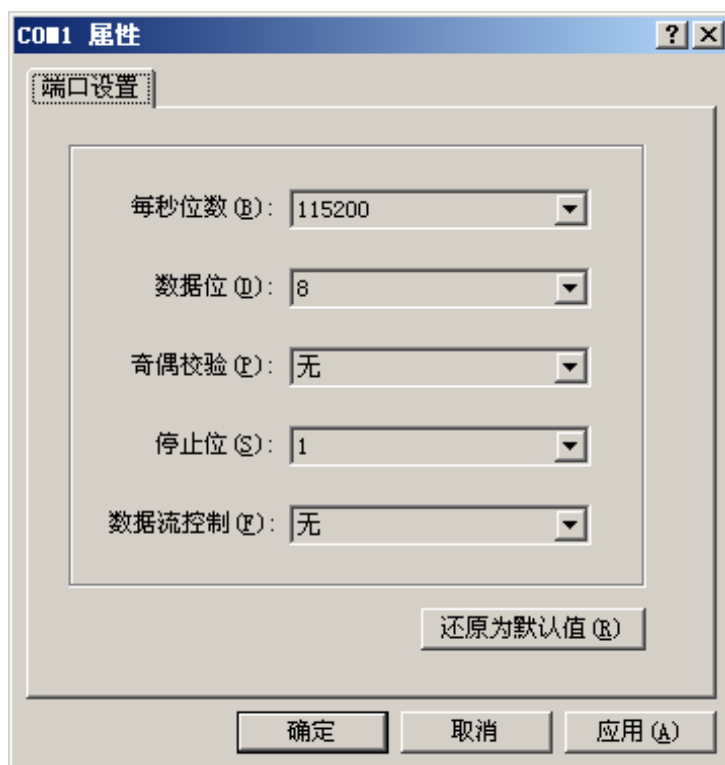 COM1 属性
端口设置
每秒位数(B): 115200
数据位(D): 8
奇偶校验(P): 无
停止位(S): 1
数据流控制(F): 无
还原为默认值(R)
确定 取消 应用(A)